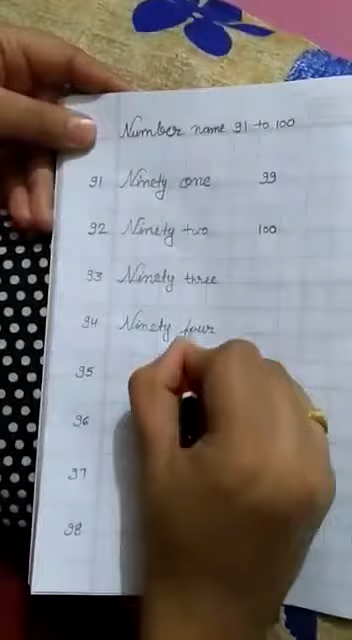 Number name 91 to 100
91 Ninety one 99
92 Ninety two 100
93 Ninety three
94 Ninety four
95
96
97
98